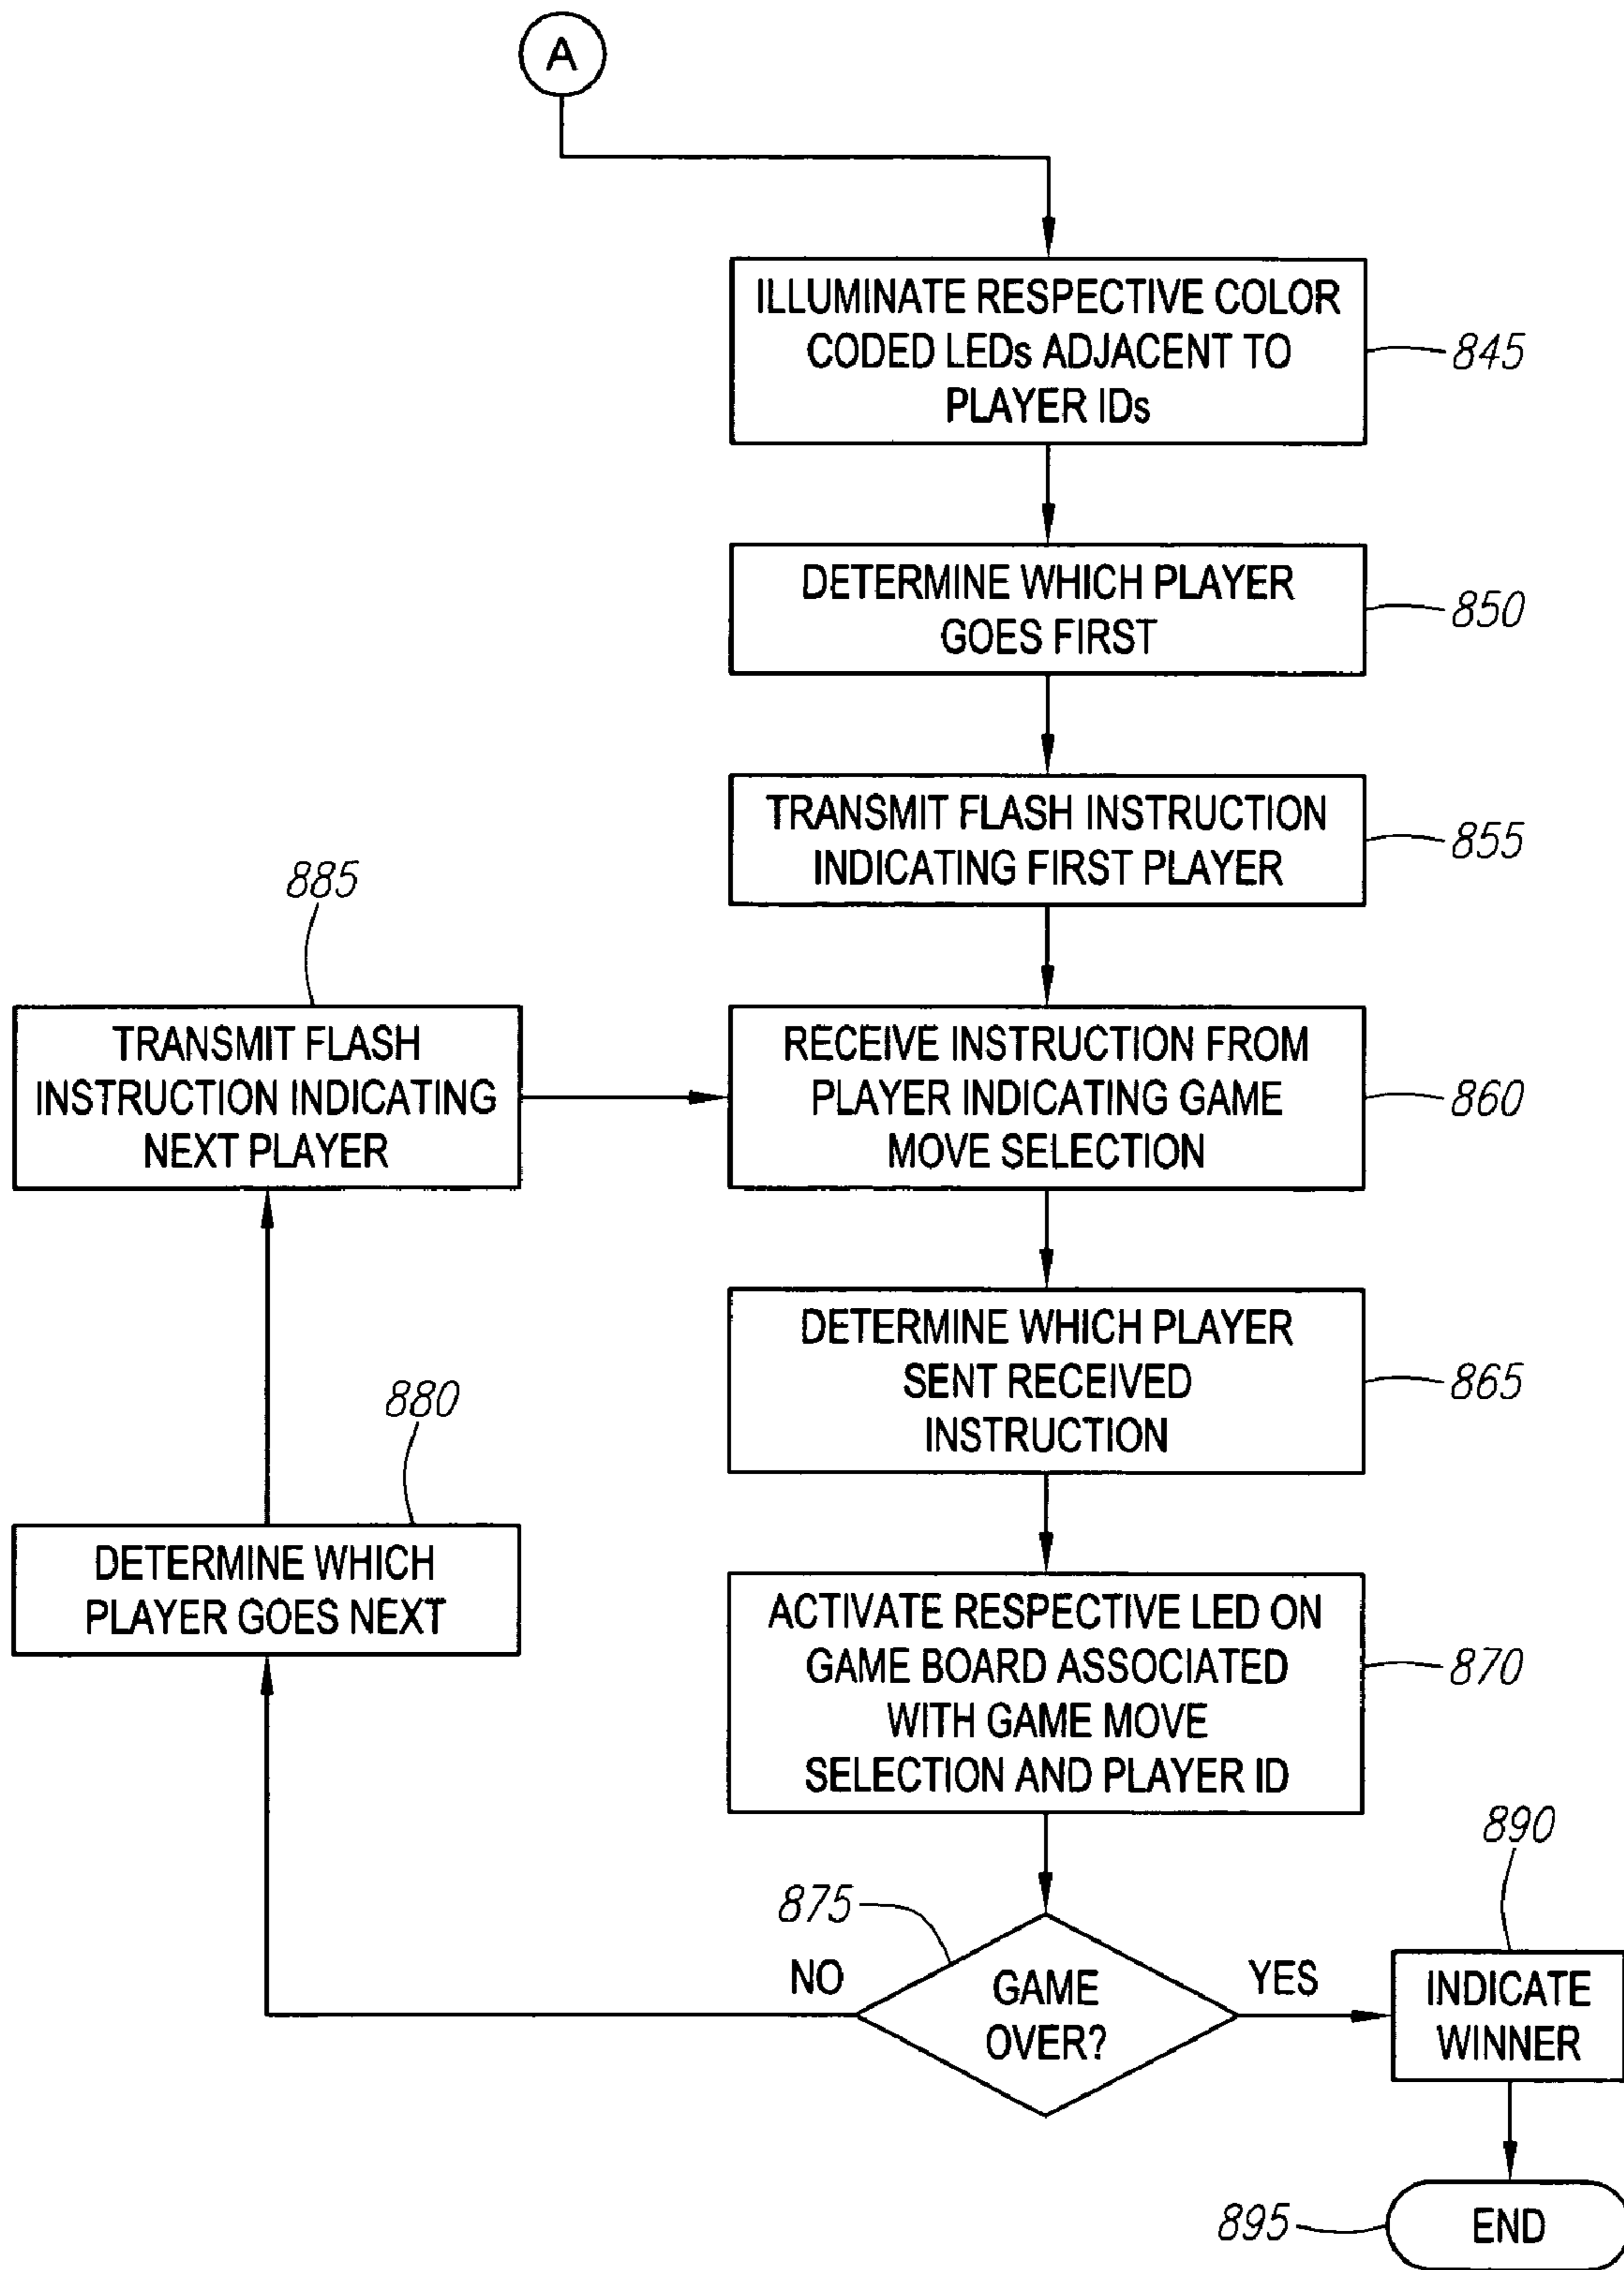 A
ILLUMINATE RESPECTIVE COLOR
CODED LEDs ADJACENT TO
PLAYER IDs
845
DETERMINE WHICH PLAYER
GOES FIRST
850
TRANSMIT FLASH INSTRUCTION
INDICATING FIRST PLAYER
855
885
TRANSMIT FLASH
INSTRUCTION INDICATING
NEXT PLAYER
RECEIVE INSTRUCTION FROM
PLAYER INDICATING GAME
MOVE SELECTION
860
DETERMINE WHICH PLAYER
SENT RECEIVED
INSTRUCTION
865
880
DETERMINE WHICH
PLAYER GOES NEXT
ACTIVATE RESPECTIVE LED ON
GAME BOARD ASSOCIATED
WITH GAME MOVE
SELECTION AND PLAYER ID
870
875
NO
GAME
OVER?
YES
890
INDICATE
WINNER
895
END